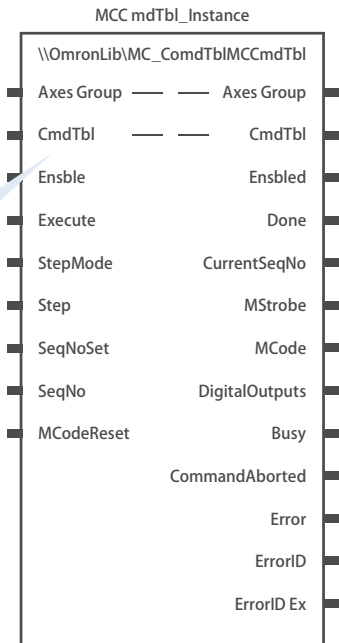 MCC mdTbl_Instance
\\OmronLib\MC_ComdTblMCCmdTbl
Axes Group Axes Group
CmdTbl CmdTbl
Ensble Ensbled
Execute Done
StepMode CurrentSeqNo
Step MStrobe
SeqNoSet MCode
SeqNo DigitalOutputs
MCodeReset Busy
CommandAborted
Error
ErrorID
ErrorID Ex